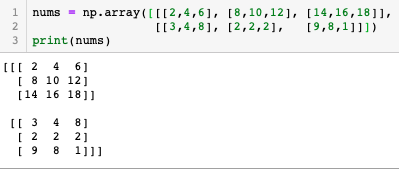 1 nums = np.array([[[2,4,6], [8,10,12], [14,16,18]],
2 [[3,4,8], [2,2,2], [9,8,1]]])
3 print(nums)
[[[ 2 4 6]
[ 8 10 12]
[14 16 18]]
[[ 3 4 8]
[ 2 2 2]
[ 9 8 1]]]